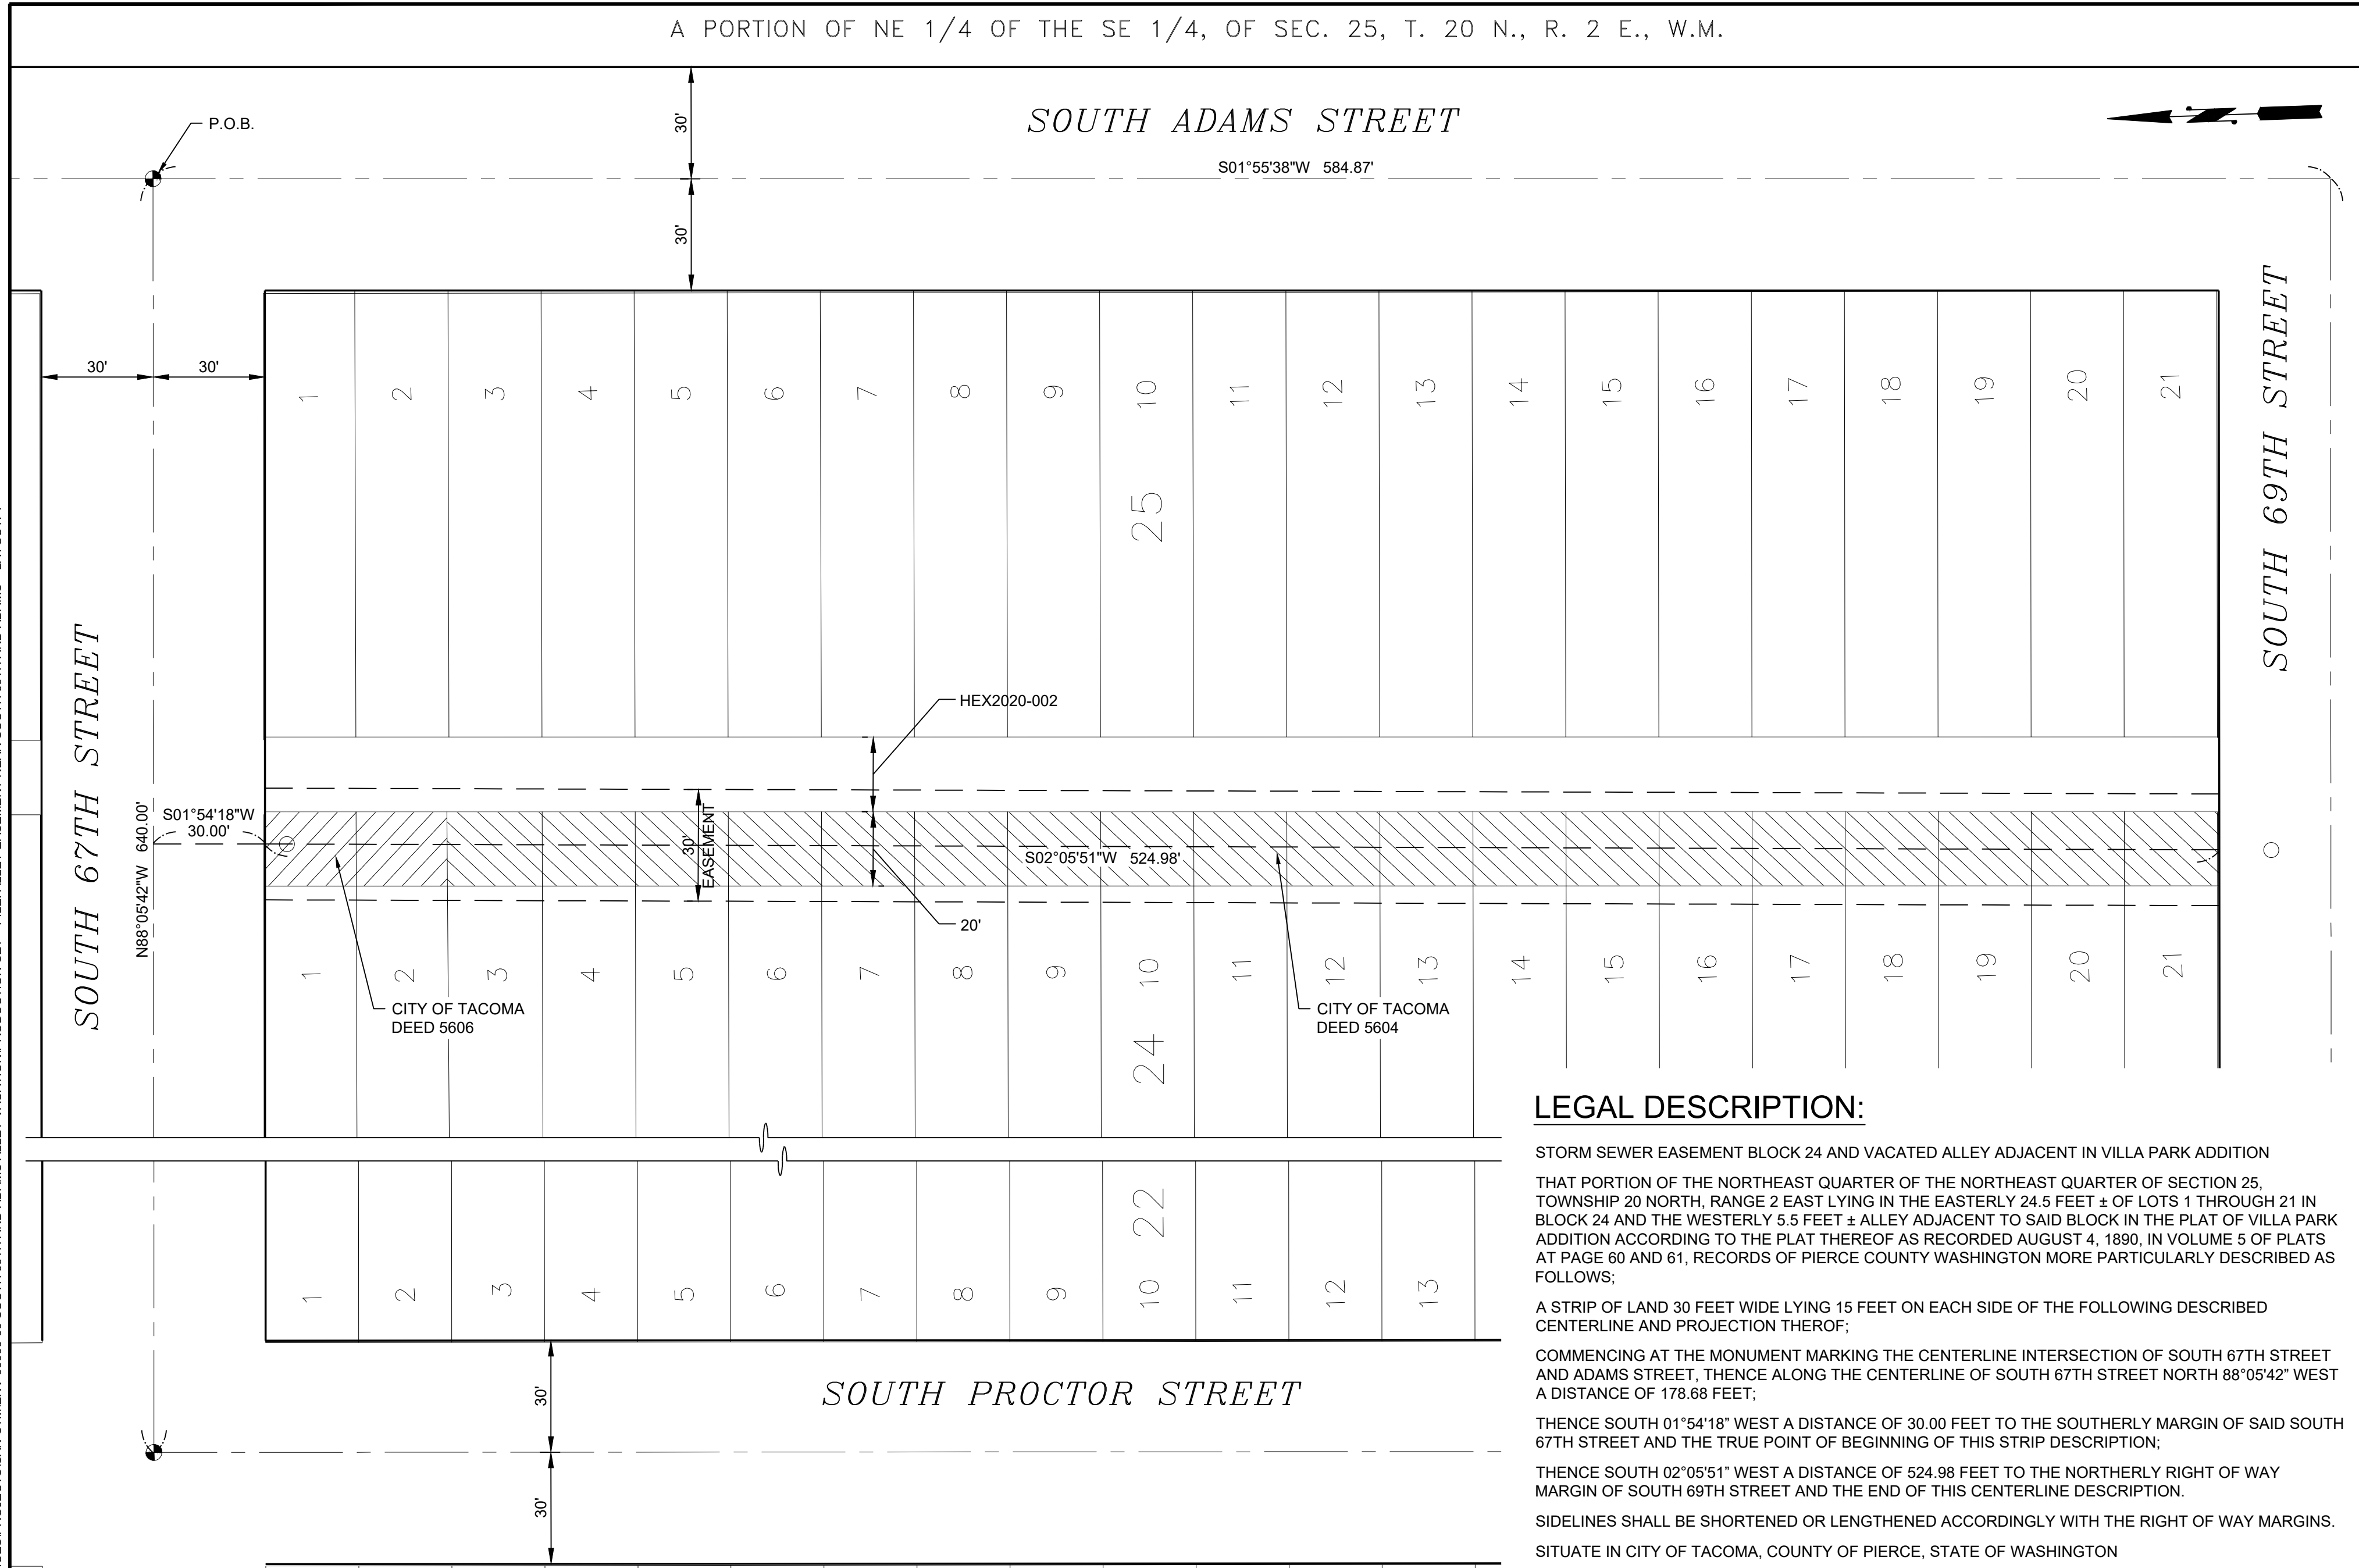 A PORTION OF NE 1/4 OF THE SE 1/4, OF SEC. 25, T. 20 N., R. 2 E., W.M.
P.O.B.
30'
SOUTH ADAMS STREET
S01°55'38"W 584.87'
30'
30'
30'
1 2 3 4 5 6 7 8 9 10 11 12 13 14 15 16 17 18 19 20 21
25
SOUTH 69TH STREET
SOUTH 67TH STREET
HEX2020-002
N88°05'42"W 640.00'
S01°54'18"W
30.00'
30'
EASEMENT
S02°05'51"W 524.98'
20'
1 2 3 4 5 6 7 8 9 10 11 12 13 14 15 16 17 18 19 20 21
CITY OF TACOMA
DEED 5606
CITY OF TACOMA
DEED 5604
24
22
1 2 3 4 5 6 7 8 9 10 11 12 13
30'
SOUTH PROCTOR STREET
30'
LEGAL DESCRIPTION:
STORM SEWER EASEMENT BLOCK 24 AND VACATED ALLEY ADJACENT IN VILLA PARK ADDITION
THAT PORTION OF THE NORTHEAST QUARTER OF THE NORTHEAST QUARTER OF SECTION 25,
TOWNSHIP 20 NORTH, RANGE 2 EAST LYING IN THE EASTERLY 24.5 FEET ± OF LOTS 1 THROUGH 21 IN
BLOCK 24 AND THE WESTERLY 5.5 FEET ± ALLEY ADJACENT TO SAID BLOCK IN THE PLAT OF VILLA PARK
ADDITION ACCORDING TO THE PLAT THEREOF AS RECORDED AUGUST 4, 1890, IN VOLUME 5 OF PLATS
AT PAGE 60 AND 61, RECORDS OF PIERCE COUNTY WASHINGTON MORE PARTICULARLY DESCRIBED AS
FOLLOWS;
A STRIP OF LAND 30 FEET WIDE LYING 15 FEET ON EACH SIDE OF THE FOLLOWING DESCRIBED
CENTERLINE AND PROJECTION THEROF;
COMMENCING AT THE MONUMENT MARKING THE CENTERLINE INTERSECTION OF SOUTH 67TH STREET
AND ADAMS STREET, THENCE ALONG THE CENTERLINE OF SOUTH 67TH STREET NORTH 88°05'42” WEST
A DISTANCE OF 178.68 FEET;
THENCE SOUTH 01°54'18” WEST A DISTANCE OF 30.00 FEET TO THE SOUTHERLY MARGIN OF SAID SOUTH
67TH STREET AND THE TRUE POINT OF BEGINNING OF THIS STRIP DESCRIPTION;
THENCE SOUTH 02°05'51” WEST A DISTANCE OF 524.98 FEET TO THE NORTHERLY RIGHT OF WAY
MARGIN OF SOUTH 69TH STREET AND THE END OF THIS CENTERLINE DESCRIPTION.
SIDELINES SHALL BE SHORTENED OR LENGTHENED ACCORDINGLY WITH THE RIGHT OF WAY MARGINS.
SITUATE IN CITY OF TACOMA, COUNTY OF PIERCE, STATE OF WASHINGTON